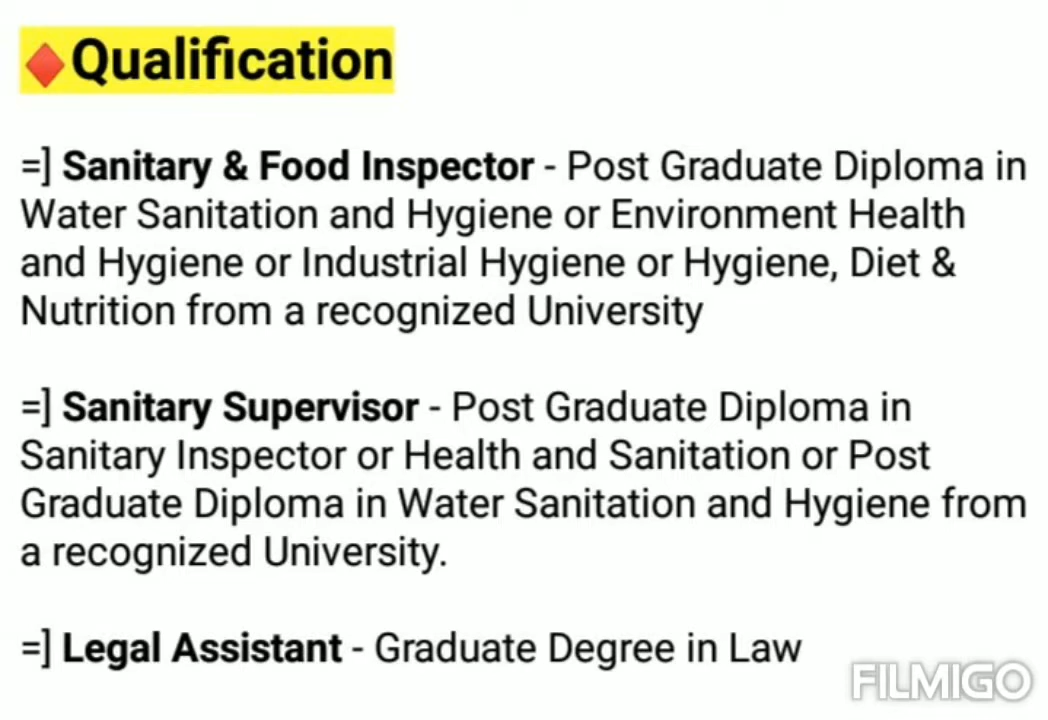 ♦Qualification
=] Sanitary & Food Inspector - Post Graduate Diploma in
Water Sanitation and Hygiene or Environment Health
and Hygiene or Industrial Hygiene or Hygiene, Diet &
Nutrition from a recognized University
=] Sanitary Supervisor - Post Graduate Diploma in
Sanitary Inspector or Health and Sanitation or Post
Graduate Diploma in Water Sanitation and Hygiene from
a recognized University.
=] Legal Assistant - Graduate Degree in Law
FILMIGO